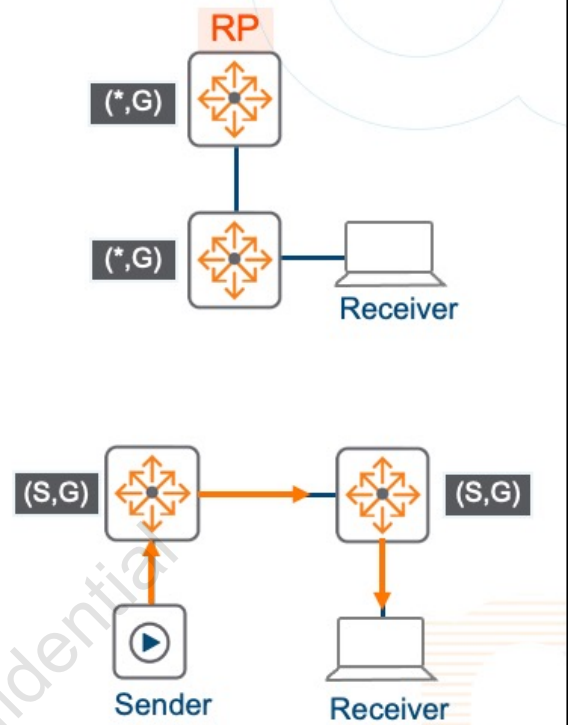 RP
(*,G)
(*,G)
Receiver
(S,G)
(S,G)
Sender
Receiver